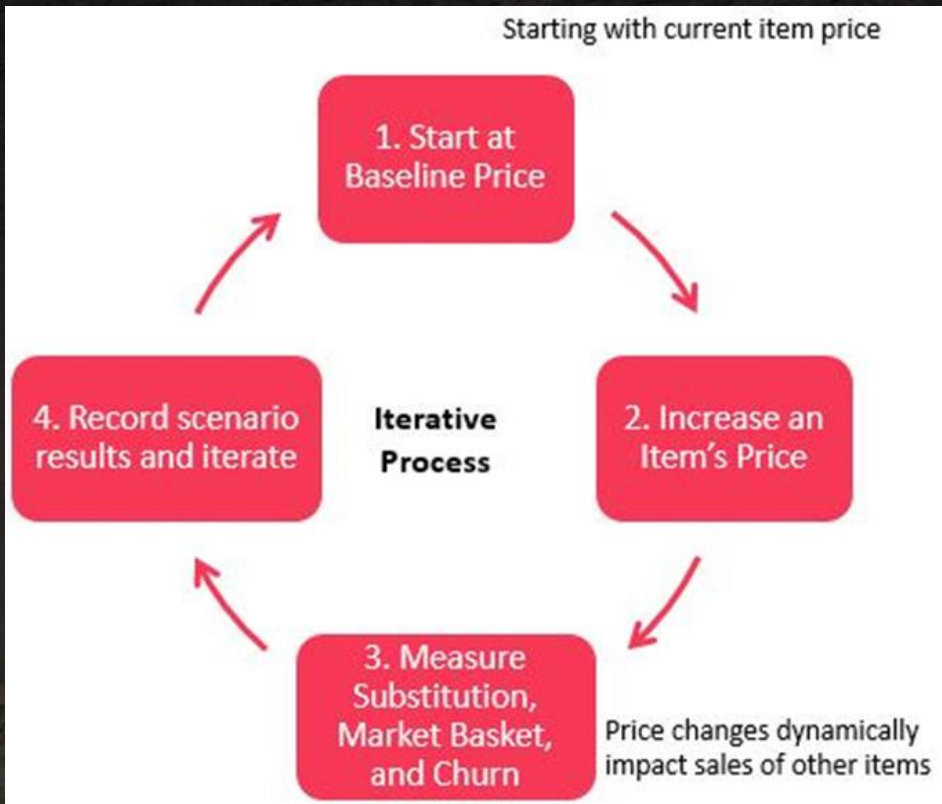 Starting with current item price
1. Start at
Baseline Price
2. Increase an
Item's Price
3. Measure
Substitution,
Market Basket,
and Churn
Price changes dynamically
impact sales of other items
4. Record scenario
results and iterate
Iterative
Process